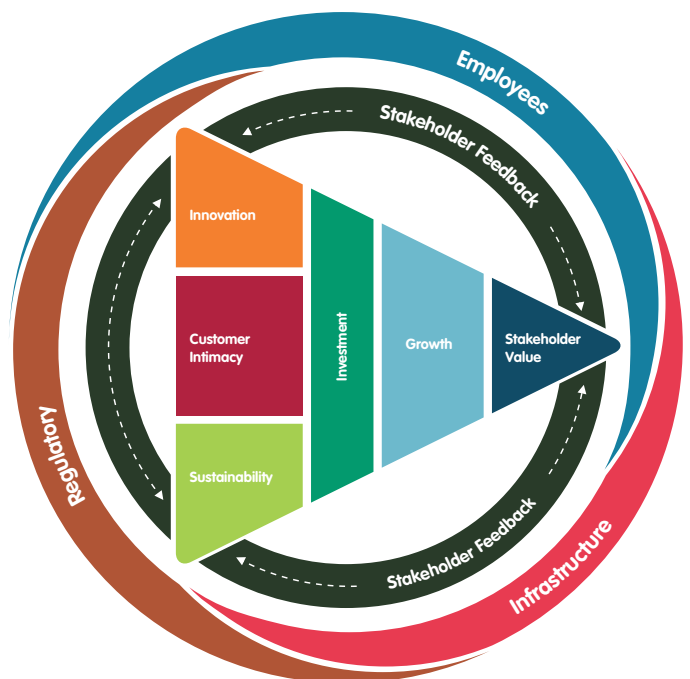 Employees
Stakeholder Feedback
Innovation
Customer
Intimacy
Sustainability
Investment
Growth
Stakeholder
Value
Regulatory
Stakeholder Feedback
Infrastructure